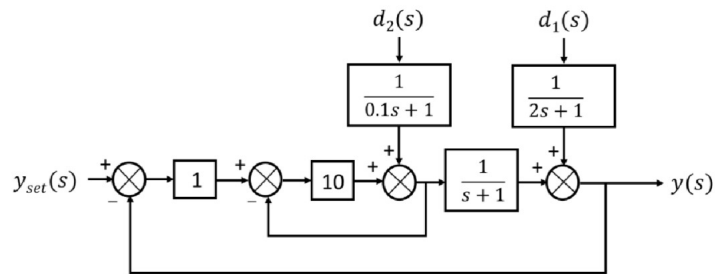 d₂(s) d₁(s)
1/(0.1s + 1) 1/(2s + 1)
+ +
y_set(s) + − 1 + − 10 + 1/(s + 1) + y(s)